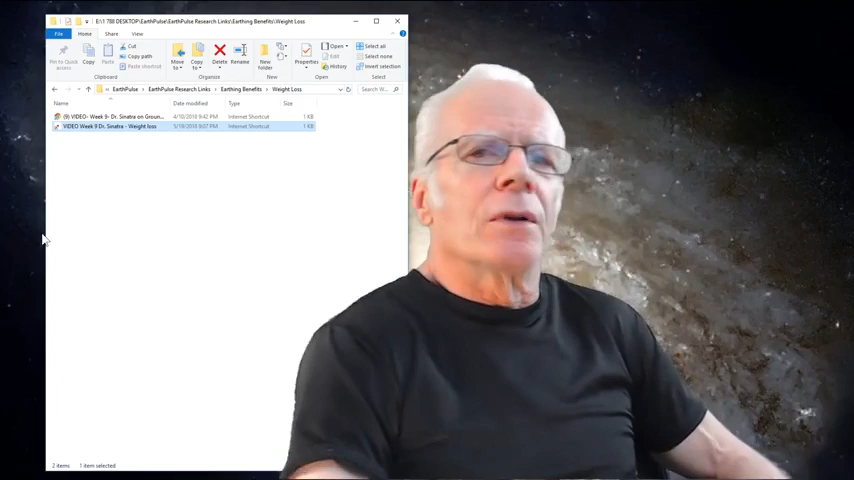 E:\1 788 DESKTOP\EarthPulse\EarthPulse Research Links\Earthing Benefits\Weight Loss
File Home Share View
Pin to Quick access
Copy
Paste
Cut
Copy path
Paste shortcut
Move to
Copy to
Delete
Rename
New folder
Properties
Open
Edit
History
Select all
Select none
Invert selection
Clipboard Organize New Open Select
EarthPulse EarthPulse Research Links Earthing Benefits Weight Loss Search W...
Name Date modified Type Size
(9) VIDEO- Week 9- Dr. Sinatra on Groun... 4/10/2018 9:42 PM Internet Shortcut 1 KB
VIDEO Week 9 Dr. Sinatra - Weight loss 5/19/2018 9:07 PM Internet Shortcut 1 KB
2 items 1 item selected